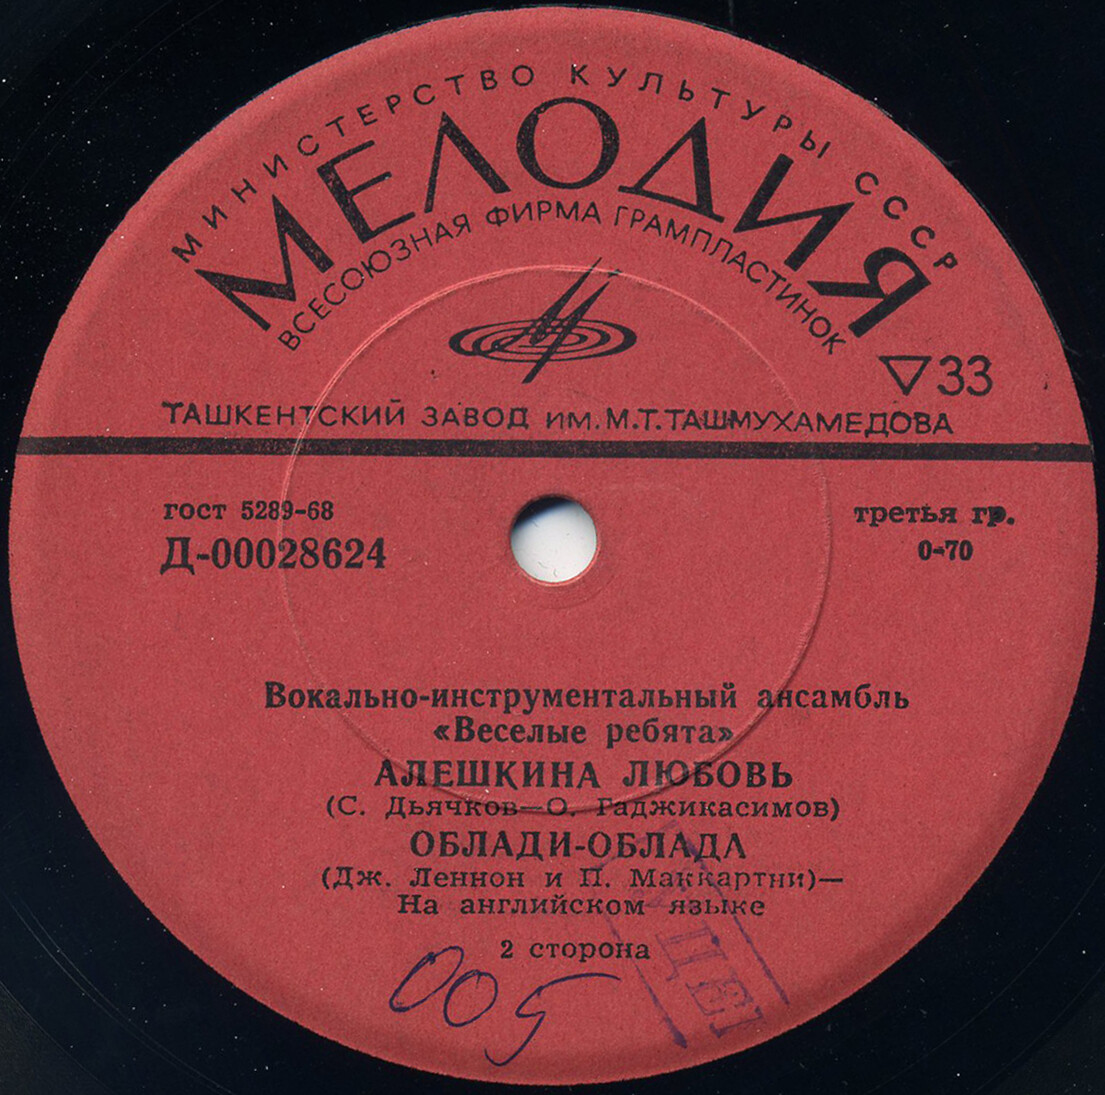 МИНИСТЕРСТВО КУЛЬТУРЫ СССР
МЕЛОДИЯ
ВСЕСОЮЗНАЯ ФИРМА ГРАМПЛАСТИНОК
▽33
ТАШКЕНТСКИЙ ЗАВОД ИМ. М.Т.ТАШМУХАМЕДОВА
гост 5289-68
третья гр.
Д-00028624
0-70
Вокально-инструментальный ансамбль
«Веселые ребята»
АЛЕШКИНА ЛЮБОВЬ
(С. Дьячков—О. Гаджикасимов)
ОБЛАДИ-ОБЛАДА
(Дж. Леннон и П. Маккартни)—
На английском языке
2 сторона
005